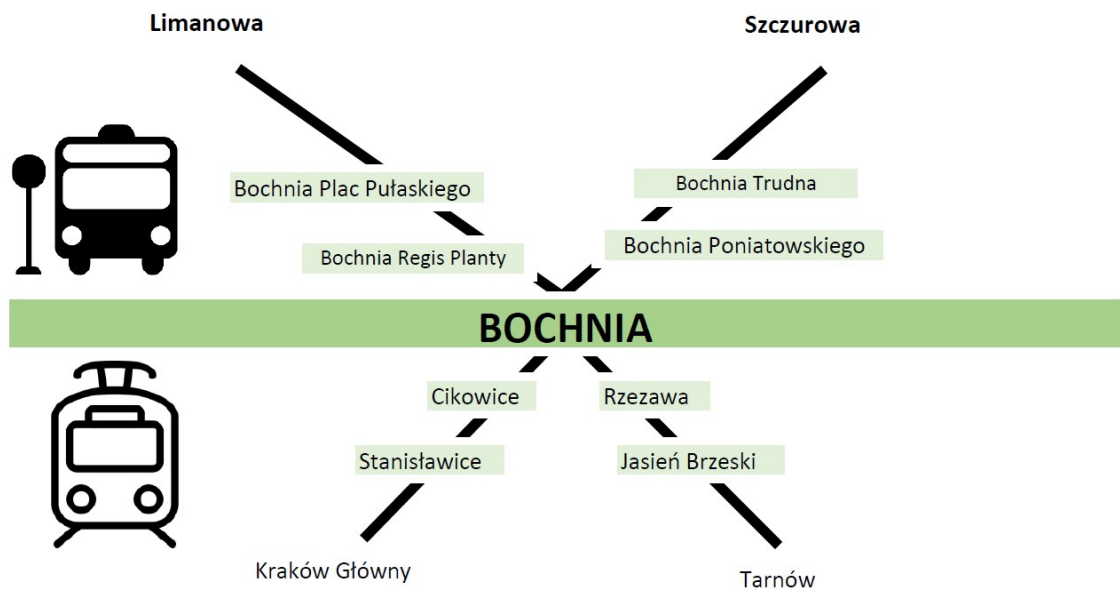 Limanowa
Szczurowa
Bochnia Plac Pułaskiego
Bochnia Trudna
Bochnia Regis Planty
Bochnia Poniatowskiego
BOCHNIA
Cikowice
Rzezawa
Stanisławice
Jasień Brzeski
Kraków Główny
Tarnów